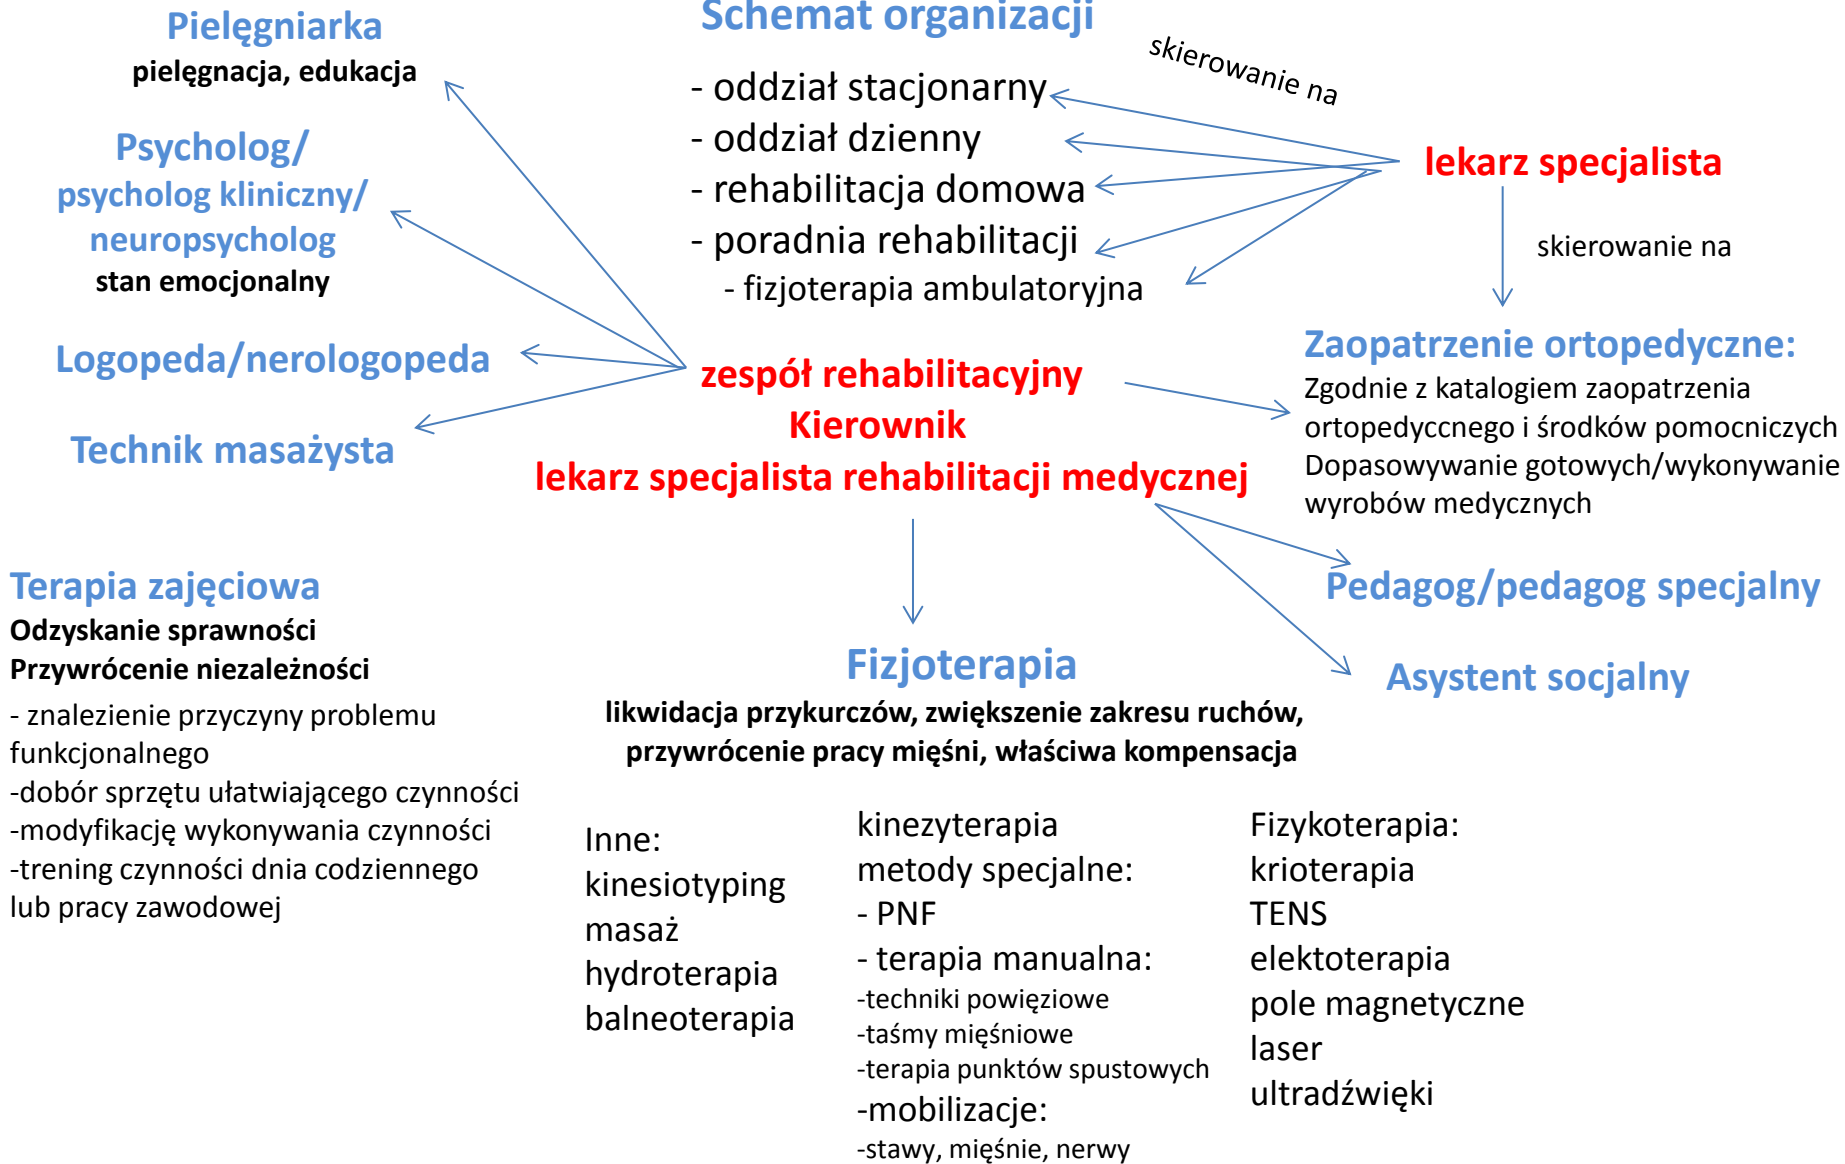 Schemat organizacji
Pielęgniarka
pielęgnacja, edukacja
Psycholog/
psycholog kliniczny/
neuropsycholog
stan emocjonalny
Logopeda/nerologopeda
Technik masażysta
- oddział stacjonarny
- oddział dzienny
- rehabilitacja domowa
- poradnia rehabilitacji
- fizjoterapia ambulatoryjna
skierowanie na
lekarz specjalista
skierowanie na
zespół rehabilitacyjny
Kierownik
lekarz specjalista rehabilitacji medycznej
Zaopatrzenie ortopedyczne:
Zgodnie z katalogiem zaopatrzenia
ortopedyccnego i środków pomocniczych
Dopasowywanie gotowych/wykonywanie
wyrobów medycznych
Pedagog/pedagog specjalny
Asystent socjalny
Terapia zajęciowa
Odzyskanie sprawności
Przywrócenie niezależności
- znalezienie przyczyny problemu
funkcjonalnego
-dobór sprzętu ułatwiającego czynności
-modyfikację wykonywania czynności
-trening czynności dnia codziennego
lub pracy zawodowej
Fizjoterapia
likwidacja przykurczów, zwiększenie zakresu ruchów,
przywrócenie pracy mięśni, właściwa kompensacja
Inne:
kinesiotyping
masaż
hydroterapia
balneoterapia
kinezyterapia
metody specjalne:
- PNF
- terapia manualna:
-techniki powięziowe
-taśmy mięśniowe
-terapia punktów spustowych
-mobilizacje:
-stawy, mięśnie, nerwy
Fizykoterapia:
krioterapia
TENS
elektoterapia
pole magnetyczne
laser
ultradźwięki